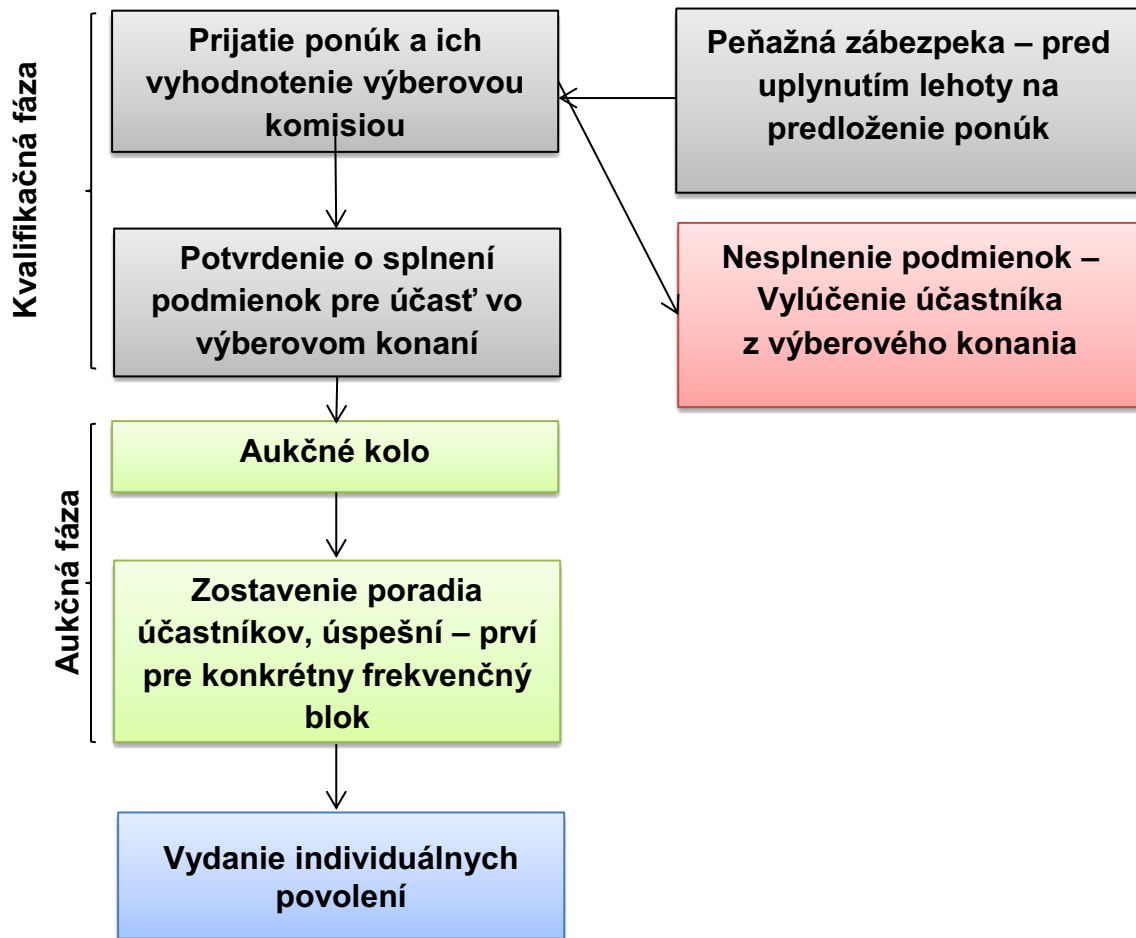 Kvalifikačná fáza
Prijatie ponúk a ich
vyhodnotenie výberovou
komisiou
Peňažná zábezpeka – pred
uplynutím lehoty na
predloženie ponúk
Potvrdenie o splnení
podmienok pre účasť vo
výberovom konaní
Nesplnenie podmienok –
Vylúčenie účastníka
z výberového konania
Aukčná fáza
Aukčné kolo
Zostavenie poradia
účastníkov, úspešní – prví
pre konkrétny frekvenčný
blok
Vydanie individuálnych
povolení